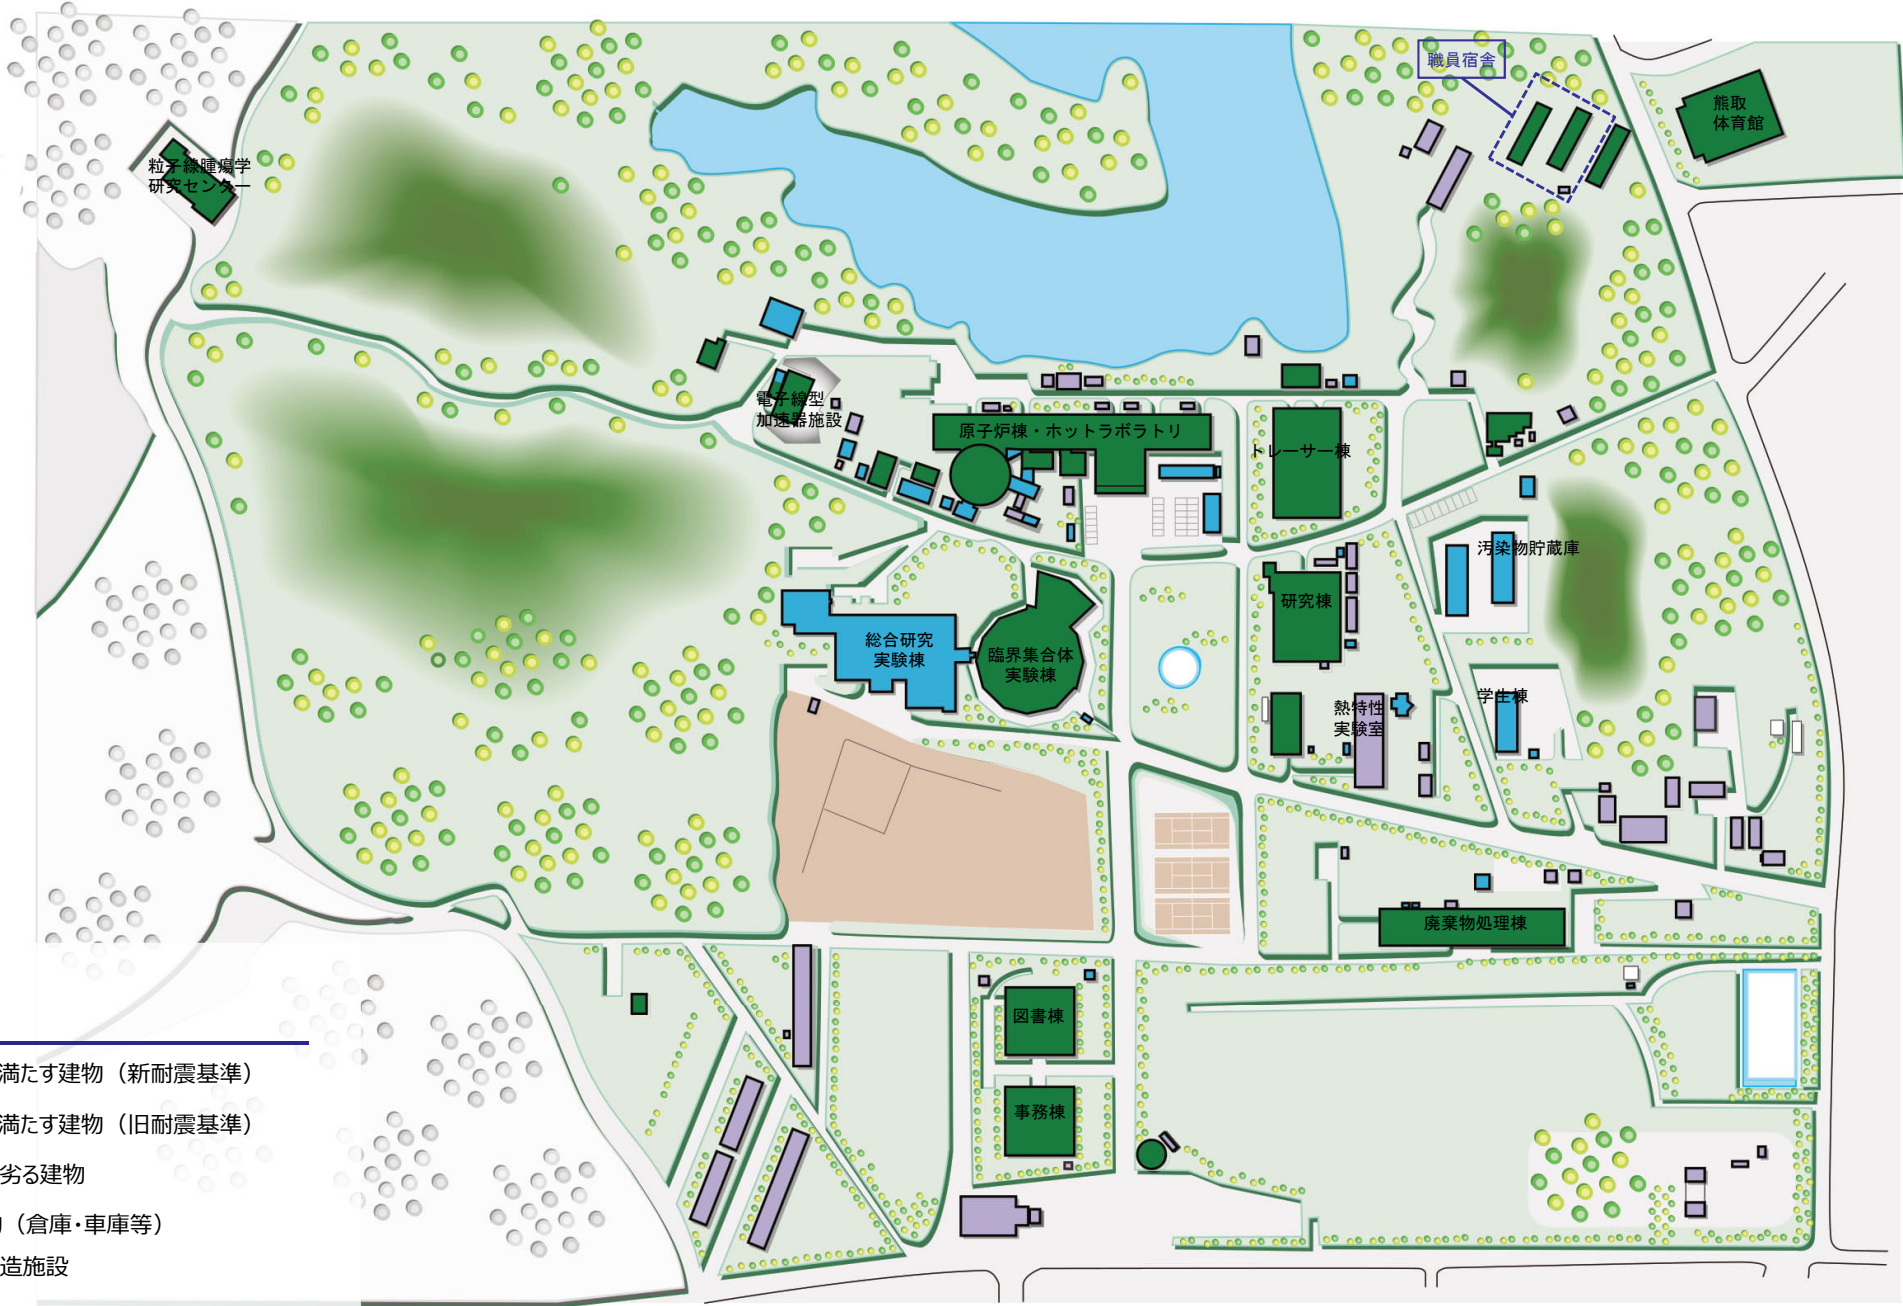 職員宿舎
熊取
体育館
粒子線腫瘍学
研究センター
電子線型
加速器施設
原子炉棟・ホットラボラトリ
トレーサー棟
汚染物貯蔵庫
研究棟
総合研究
実験棟
臨界集合体
実験棟
学生棟
熱特性
実験室
廃棄物処理棟
図書棟
事務棟
満たす建物（新耐震基準）
満たす建物（旧耐震基準）
劣る建物
（倉庫・車庫等）
造施設